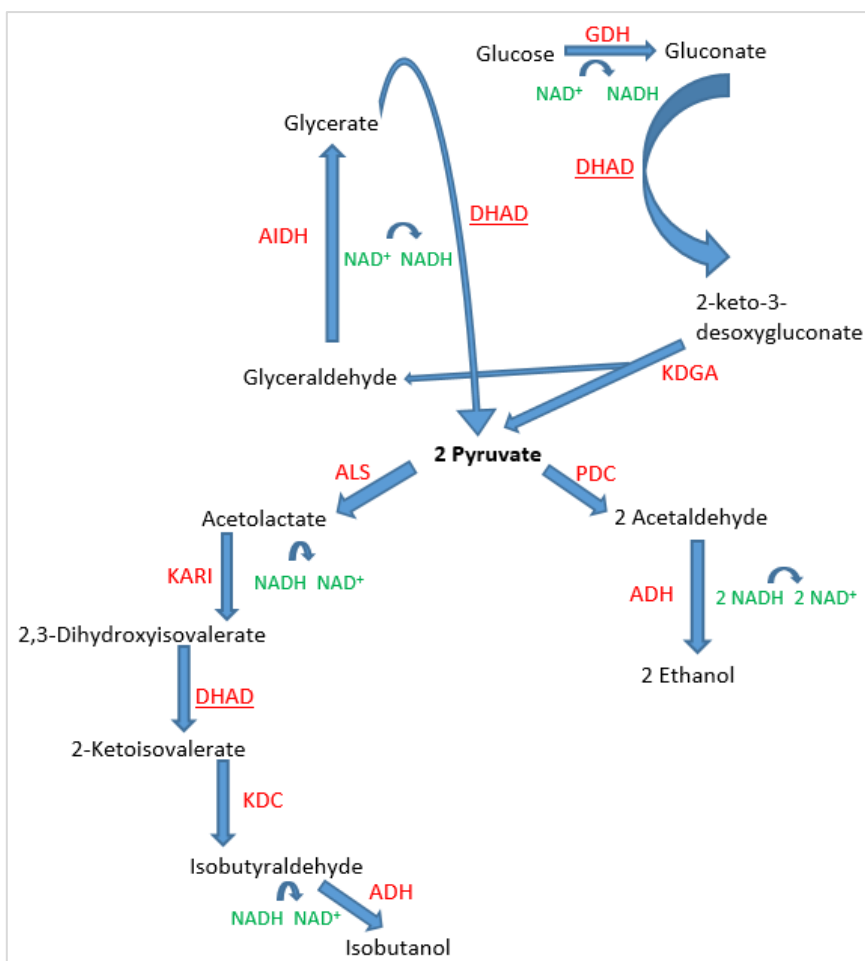 GDH
Glucose Gluconate
NAD⁺ NADH
Glycerate
DHAD
DHAD
AIDH
NAD⁺ NADH
2-keto-3-
desoxygluconate
Glyceraldehyde
KDGA
2 Pyruvate
ALS
PDC
Acetolactate
2 Acetaldehyde
KARI
NADH NAD⁺
ADH
2 NADH 2 NAD⁺
2,3-Dihydroxyisovalerate
2 Ethanol
DHAD
2-Ketoisovalerate
KDC
Isobutyraldehyde
ADH
NADH NAD⁺
Isobutanol